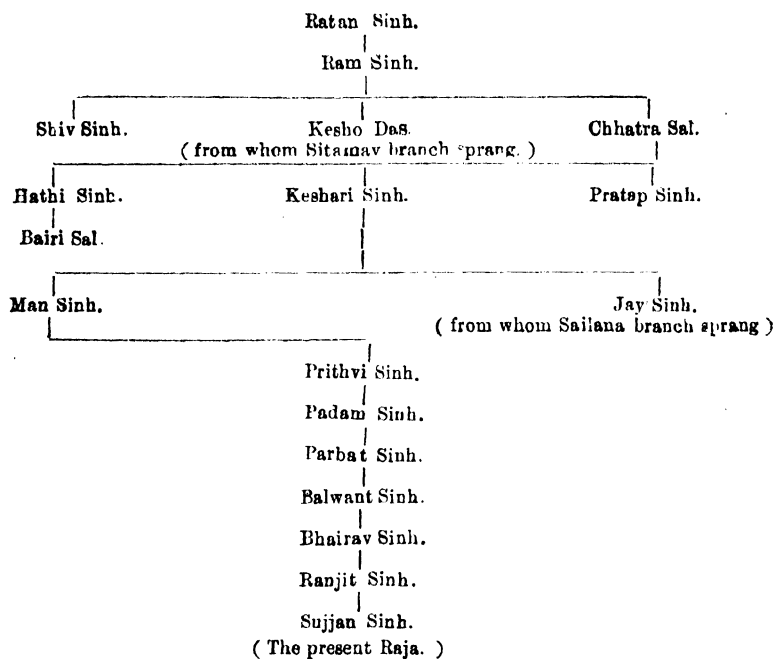 Ratan Sinh.
Ram Sinh.
Shiv Sinh. Kesho Das. Chhatra Sal.
( from whom Sitamav branch sprang. )
Hathi Sinh. Keshari Sinh. Pratap Sinh.
Bairi Sal.
Man Sinh. Jay Sinh.
( from whom Sailana branch sprang )
Prithvi Sinh.
Padam Sinh.
Parbat Sinh.
Balwant Sinh.
Bhairav Sinh.
Ranjit Sinh.
Sujjan Sinh.
( The present Raja. )